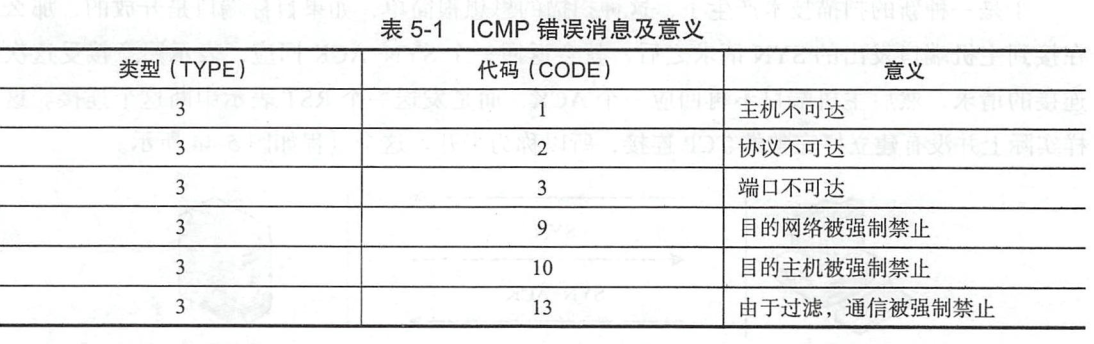 表 5-1 ICMP 错误消息及意义
类型(TYPE) 代码(CODE) 意义
3 1 主机不可达
3 2 协议不可达
3 3 端口不可达
3 9 目的网络被强制禁止
3 10 目的主机被强制禁止
3 13 由于过滤，通信被强制禁止